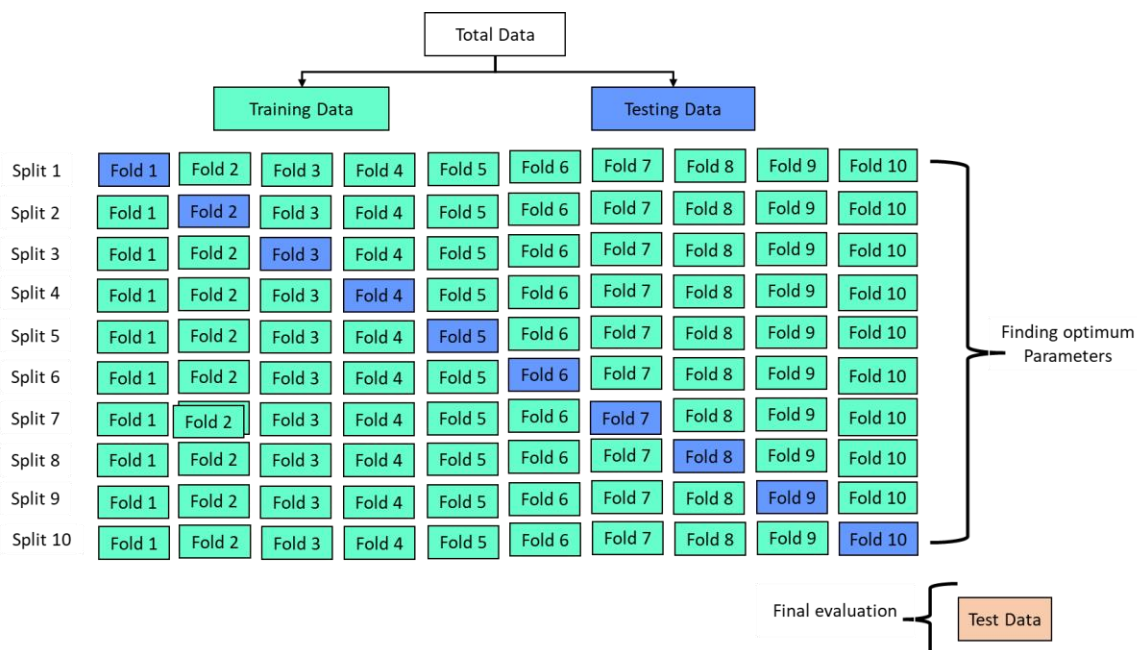 Total Data
Training Data Testing Data
Split 1 Fold 1 Fold 2 Fold 3 Fold 4 Fold 5 Fold 6 Fold 7 Fold 8 Fold 9 Fold 10
Split 2 Fold 1 Fold 2 Fold 3 Fold 4 Fold 5 Fold 6 Fold 7 Fold 8 Fold 9 Fold 10
Split 3 Fold 1 Fold 2 Fold 3 Fold 4 Fold 5 Fold 6 Fold 7 Fold 8 Fold 9 Fold 10
Split 4 Fold 1 Fold 2 Fold 3 Fold 4 Fold 5 Fold 6 Fold 7 Fold 8 Fold 9 Fold 10
Split 5 Fold 1 Fold 2 Fold 3 Fold 4 Fold 5 Fold 6 Fold 7 Fold 8 Fold 9 Fold 10
Split 6 Fold 1 Fold 2 Fold 3 Fold 4 Fold 5 Fold 6 Fold 7 Fold 8 Fold 9 Fold 10
Split 7 Fold 1 Fold 2 Fold 3 Fold 4 Fold 5 Fold 6 Fold 7 Fold 8 Fold 9 Fold 10
Split 8 Fold 1 Fold 2 Fold 3 Fold 4 Fold 5 Fold 6 Fold 7 Fold 8 Fold 9 Fold 10
Split 9 Fold 1 Fold 2 Fold 3 Fold 4 Fold 5 Fold 6 Fold 7 Fold 8 Fold 9 Fold 10
Split 10 Fold 1 Fold 2 Fold 3 Fold 4 Fold 5 Fold 6 Fold 7 Fold 8 Fold 9 Fold 10
Finding optimum
Parameters
Final evaluation Test Data